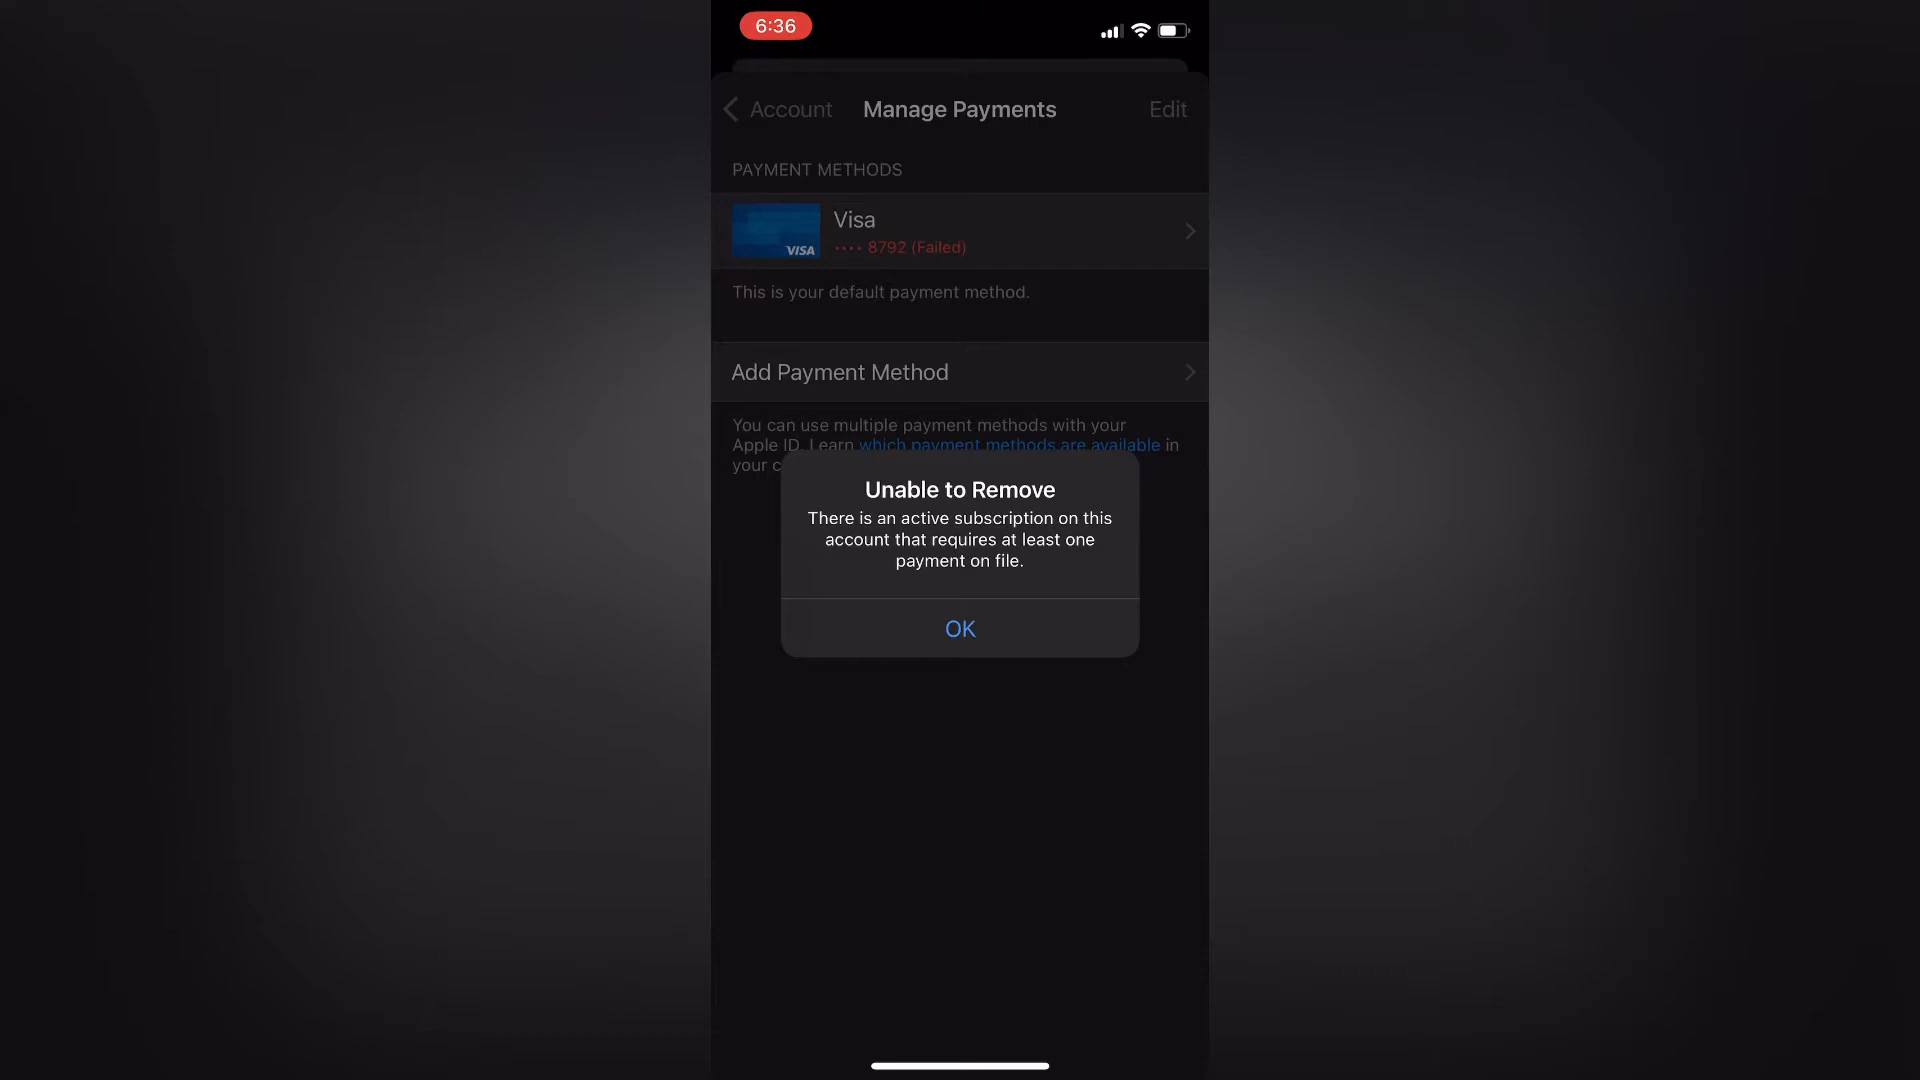 6:36
Account
Manage Payments
Edit
PAYMENT METHODS
VISA
Visa
•••• 8792 (Failed)
This is your default payment method.
Add Payment Method
You can use multiple payment methods with your
Apple ID. Learn which payment methods are available in
your c
Unable to Remove
There is an active subscription on this
account that requires at least one
payment on file.
OK